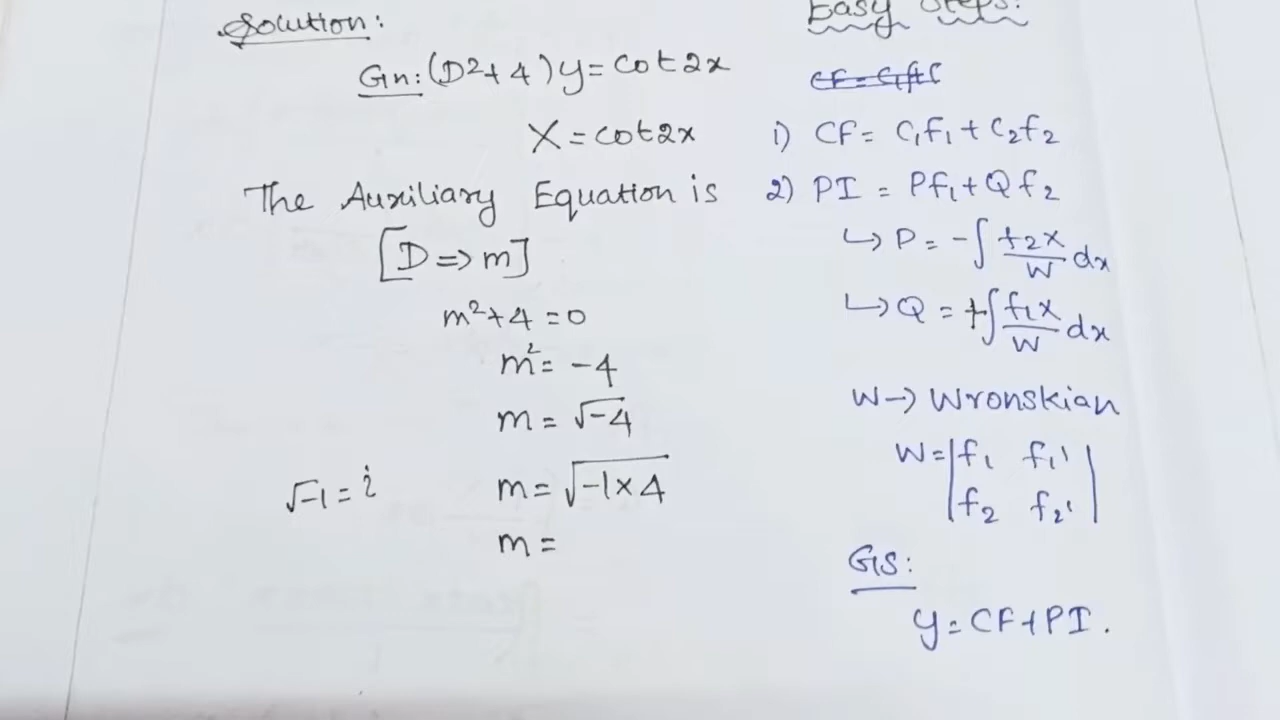 Solution:
Gn: (D²+4)y = cot2x
X = cot2x
The Auxiliary Equation is
[D => m]
m²+4 = 0
m² = -4
m = √-4
√-1 = i
m = √-1×4
m =
Easy Steps:
1) CF = C₁f₁ + C₂f₂
2) PI = Pf₁ + Qf₂
↳ P = -∫ f₂x/W dx
↳ Q = +∫ f₁x/W dx
W → Wronskian
W = |f₁ f₁'|
|f₂ f₂'|
GS:
y = CF + PI.